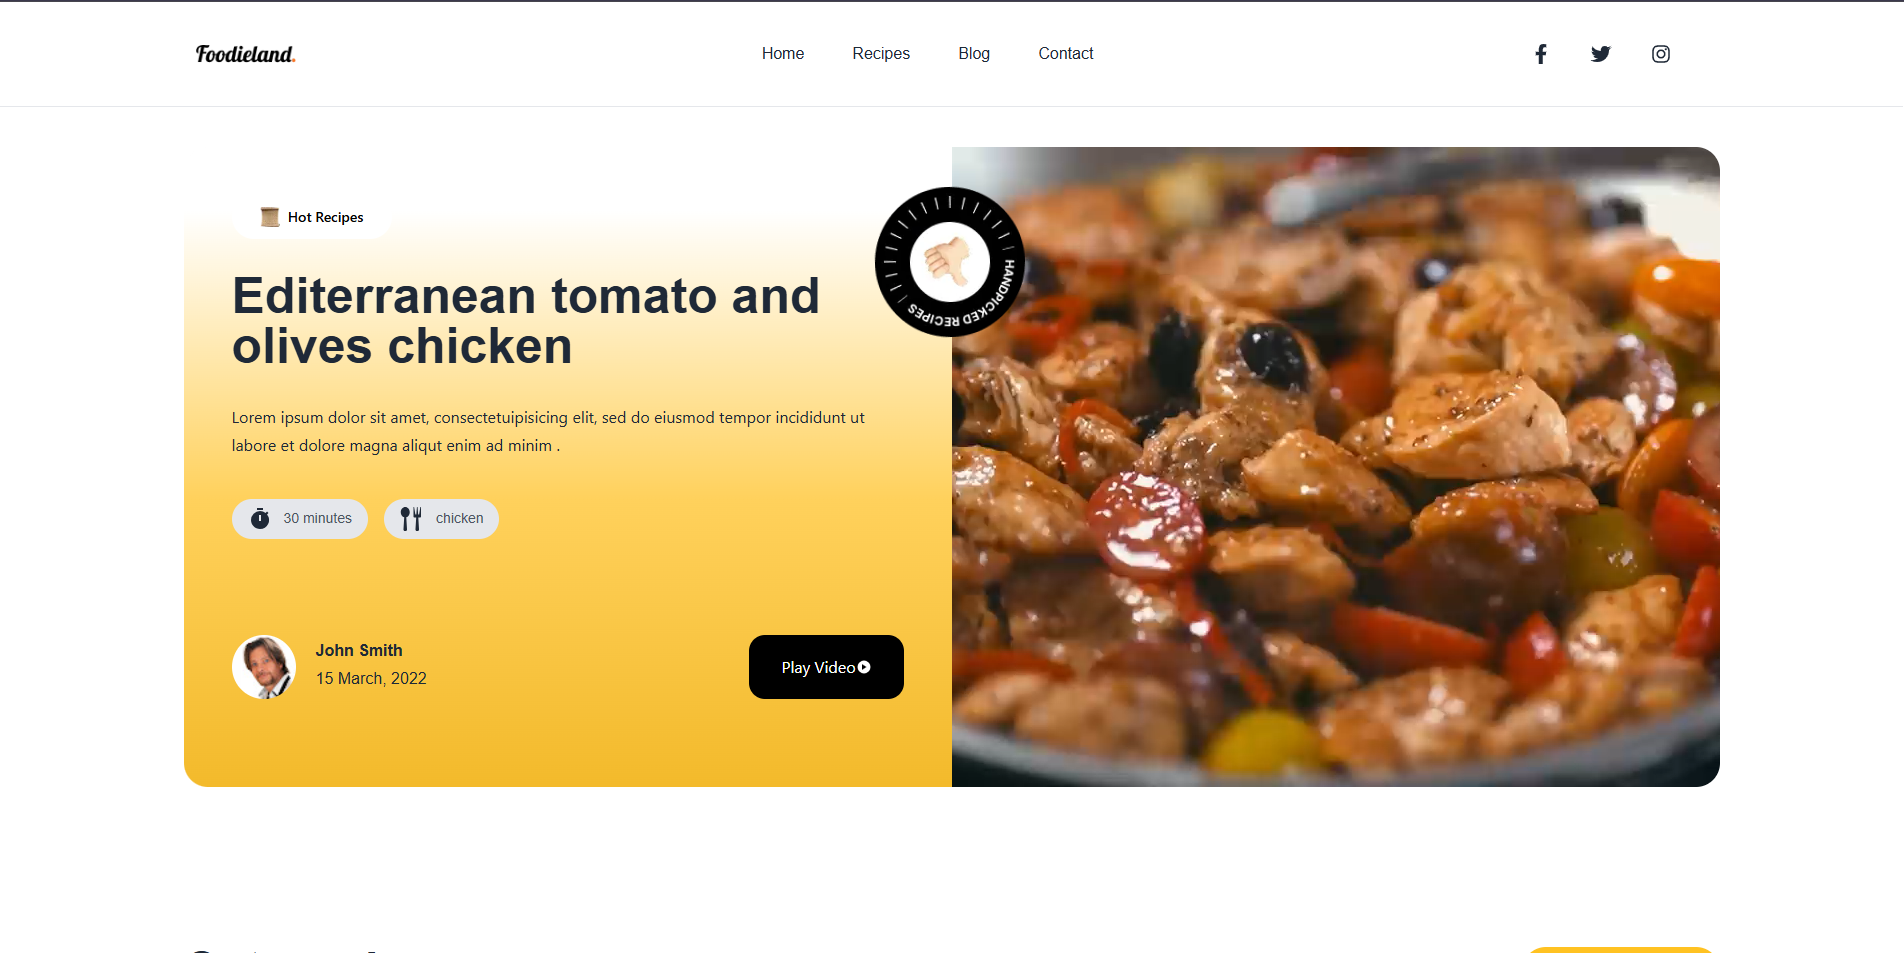 Foodieland.
Home
Recipes
Blog
Contact
Hot Recipes
HANDPICKED RECIPES
Editerranean tomato and
olives chicken
Lorem ipsum dolor sit amet, consectetuipisicing elit, sed do eiusmod tempor incididunt ut
labore et dolore magna aliqut enim ad minim .
30 minutes
chicken
John Smith
15 March, 2022
Play Video